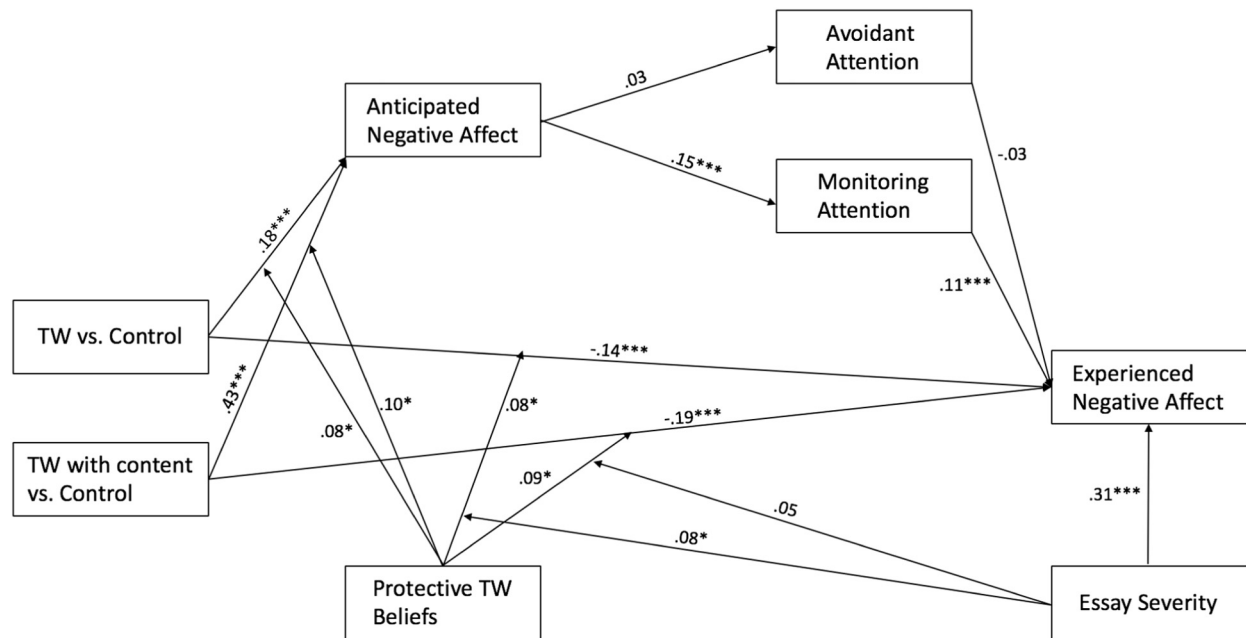 Avoidant
Attention
.03
Anticipated
Negative Affect
-.03
.15***
Monitoring
Attention
.18***
.11***
TW vs. Control
-.14***
Experienced
Negative Affect
.43***
.10*
.08*
.08*
-.19***
TW with content
vs. Control
.09*
.05
.31***
.08*
Protective TW
Beliefs
Essay Severity